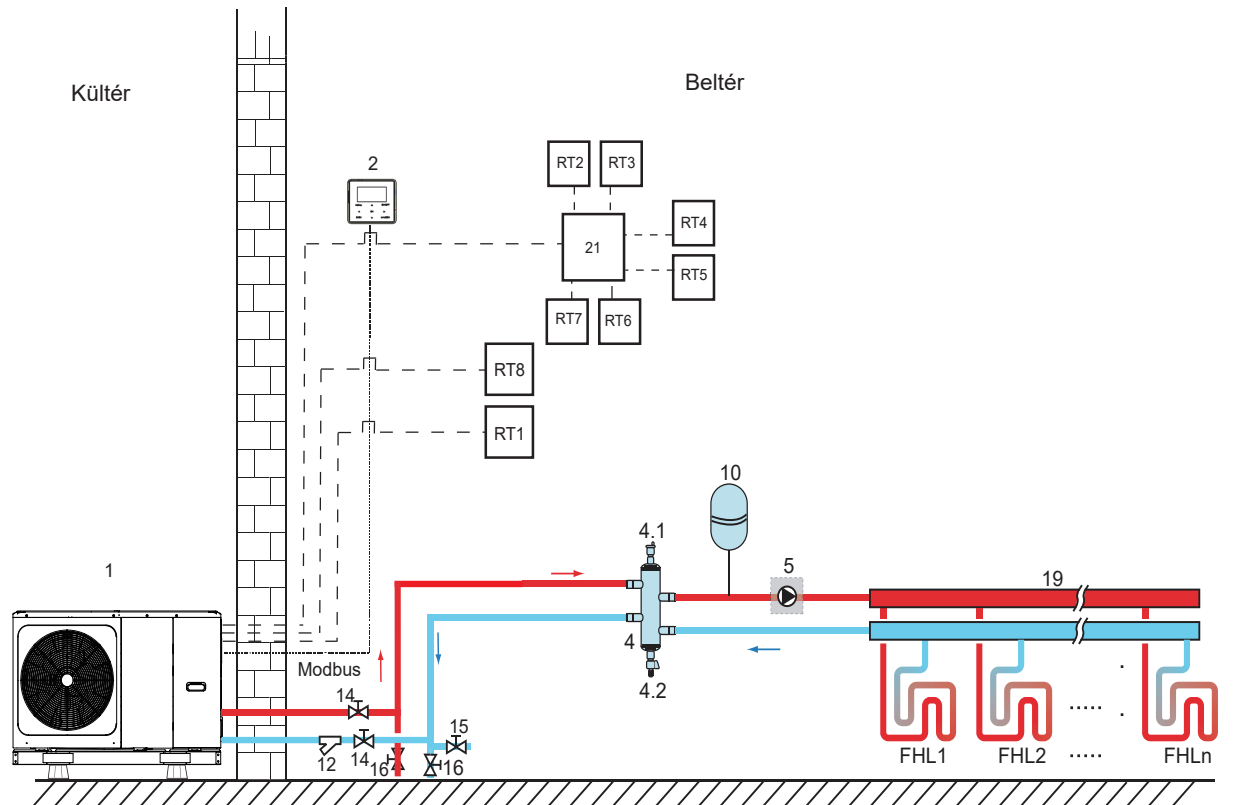 Kültér
Beltér
2
RT2
RT3
RT4
21
RT5
RT7
RT6
RT8
RT1
10
4.1
1
5
19
4
Modbus
4.2
14
15
12
14
16
16
FHL1
FHL2
.....
FHLn